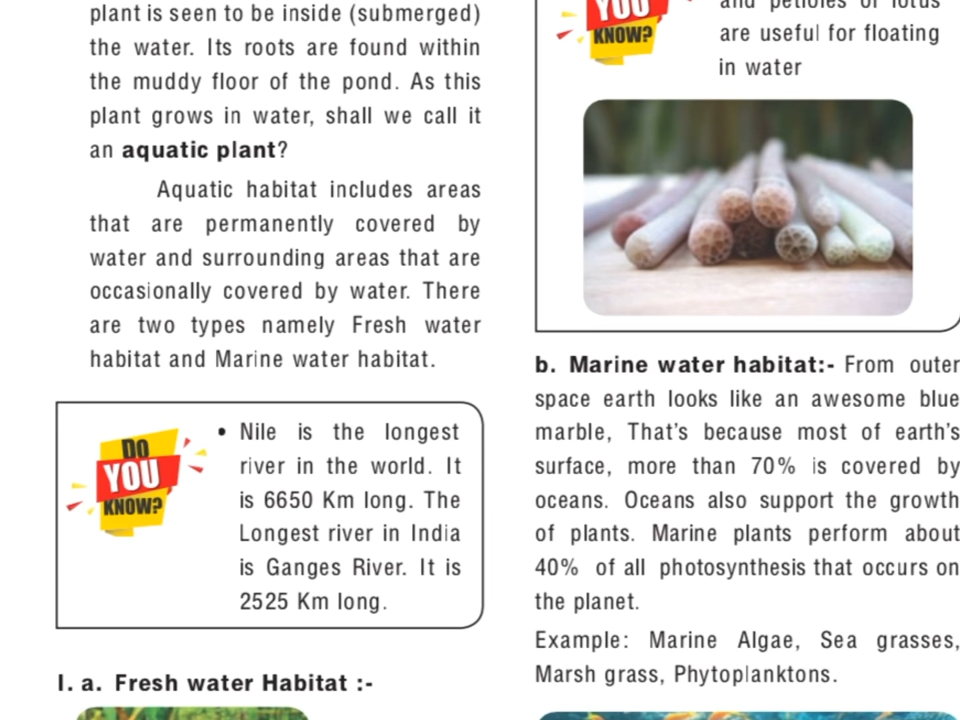 plant is seen to be inside (submerged)
the water. Its roots are found within
the muddy floor of the pond. As this
plant grows in water, shall we call it
an aquatic plant?
Aquatic habitat includes areas
that are permanently covered by
water and surrounding areas that are
occasionally covered by water. There
are two types namely Fresh water
habitat and Marine water habitat.
DO
YOU
KNOW?
• Nile is the longest
river in the world. It
is 6650 Km long. The
Longest river in India
is Ganges River. It is
2525 Km long.
I. a. Fresh water Habitat :-
YOU
KNOW?
and petioles of lotus
are useful for floating
in water
b. Marine water habitat:- From outer
space earth looks like an awesome blue
marble, That's because most of earth's
surface, more than 70% is covered by
oceans. Oceans also support the growth
of plants. Marine plants perform about
40% of all photosynthesis that occurs on
the planet.
Example: Marine Algae, Sea grasses,
Marsh grass, Phytoplanktons.